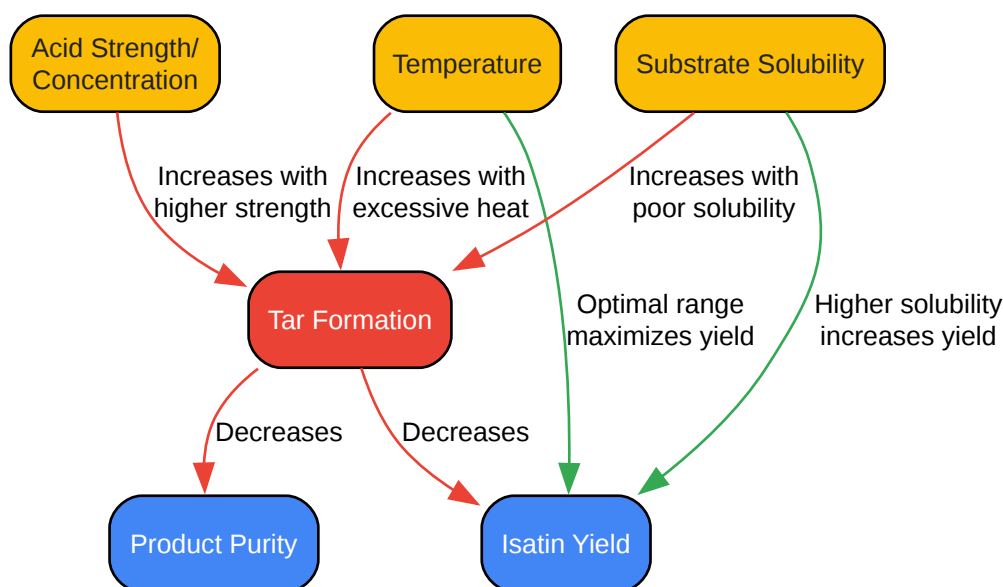 Acid Strength/
Concentration
Temperature
Substrate Solubility
Increases with
higher strength
Increases with
excessive heat
Increases with
poor solubility
Tar Formation
Optimal range
maximizes yield
Higher solubility
increases yield
Decreases
Decreases
Product Purity
Isatin Yield